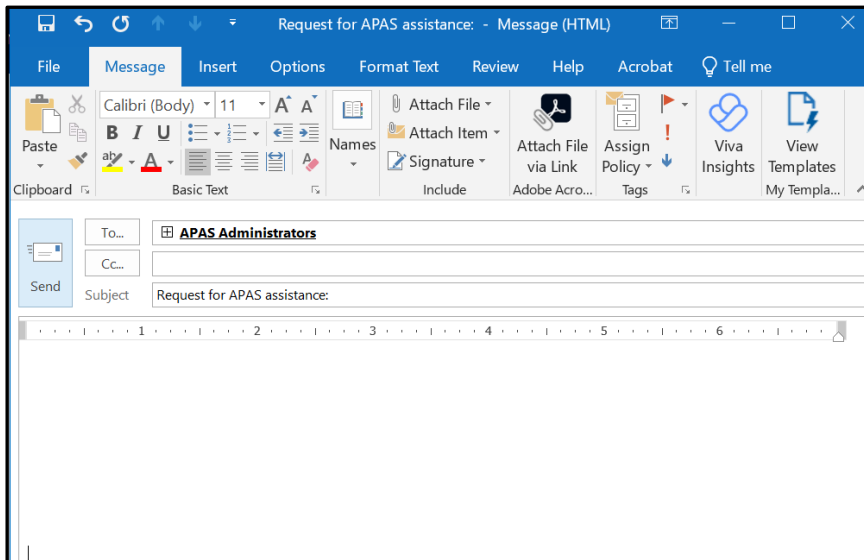 Request for APAS assistance: - Message (HTML)
File Message Insert Options Format Text Review Help Acrobat Tell me
Calibri (Body) 11 A A
Attach File
B I U
Attach Item
Paste
Names
Attach File
via Link
Assign
Policy
Viva
Insights
View
Templates
ab A
Signature
Clipboard Basic Text Include Adobe Acro... Tags My Templa...
To... APAS Administrators
Cc...
Send
Subject Request for APAS assistance:
1 2 3 4 5 6